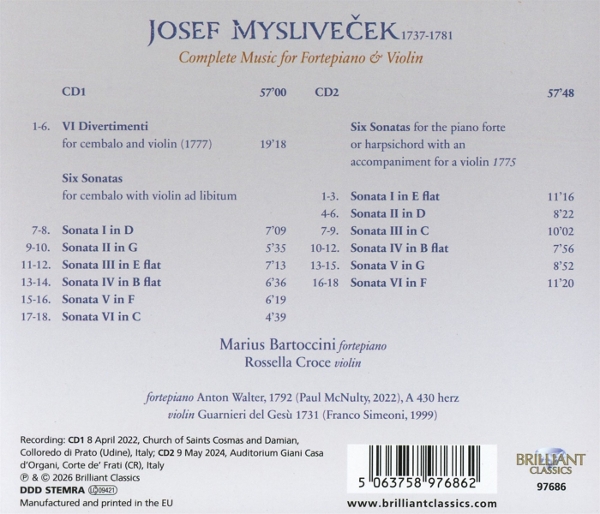 JOSEF MYSLIVEČEK 1737-1781
Complete Music for Fortepiano & Violin
CD1 57’00
1-6. VI Divertimenti
for cembalo and violin (1777) 19’18
Six Sonatas
for cembalo with violin ad libitum
7-8. Sonata I in D 7’09
9-10. Sonata II in G 5’35
11-12. Sonata III in E flat 7’13
13-14. Sonata IV in B flat 6’36
15-16. Sonata V in F 6’19
17-18. Sonata VI in C 4’39
CD2 57’48
Six Sonatas for the piano forte
or harpsichord with an
accompaniment for a violin 1775
1-3. Sonata I in E flat 11’16
4-6. Sonata II in D 8’22
7-9. Sonata III in C 10’02
10-12. Sonata IV in B flat 7’56
13-15. Sonata V in G 8’52
16-18 Sonata VI in F 11’20
Marius Bartoccini fortepiano
Rossella Croce violin
fortepiano Anton Walter, 1792 (Paul McNulty, 2022), A 430 herz
violin Guarnieri del Gesù 1731 (Franco Simeoni, 1999)
Recording: CD1 8 April 2022, Church of Saints Cosmas and Damian,
Colloredo di Prato (Udine), Italy; CD2 9 May 2024, Auditorium Giani Casa
d’Organi, Corte de’ Frati (CR), Italy
℗ & © 2026 Brilliant Classics
DDD STEMRA LC09421
Manufactured and printed in the EU
5 063758 976862
www.brilliantclassics.com
BRILLIANT
CLASSICS
97686